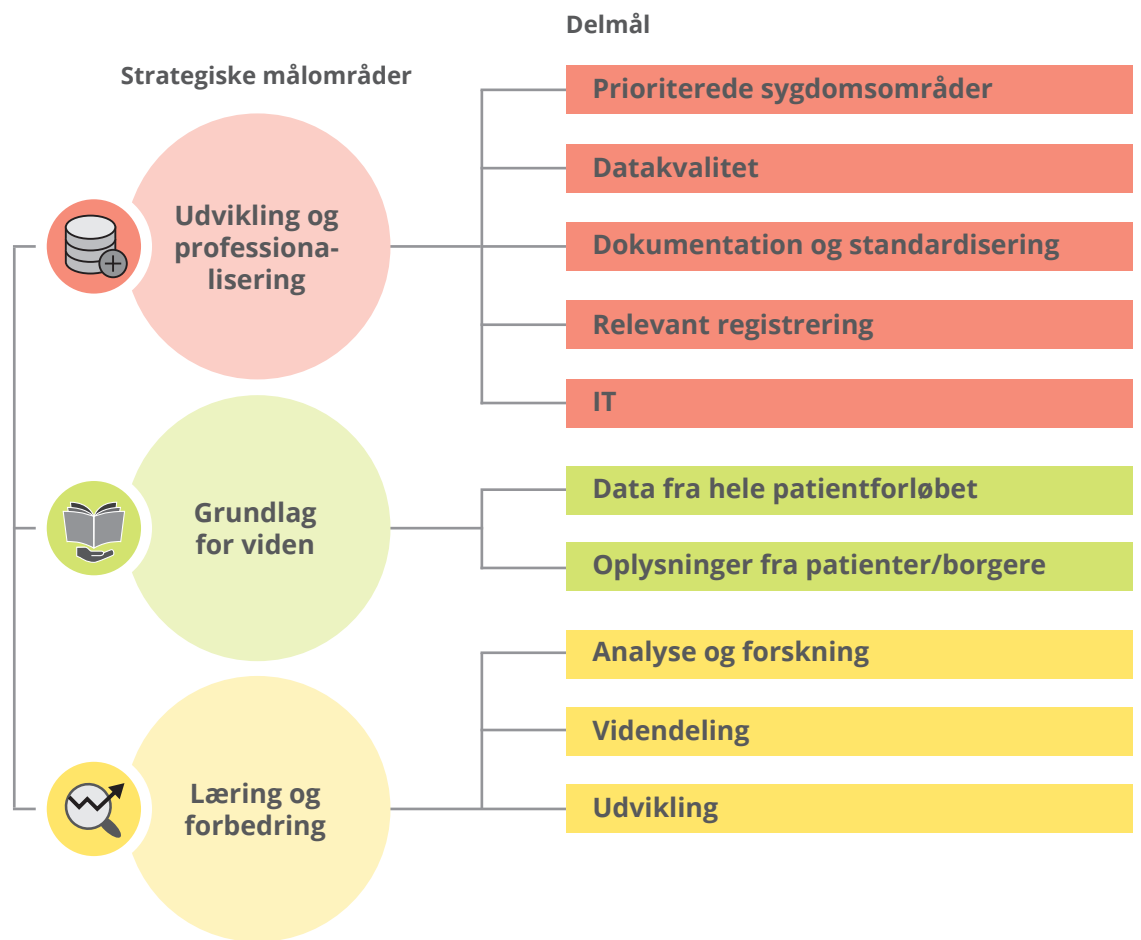 Delmål
Strategiske målområder
Udvikling og
professiona-
lisering
Prioriterede sygdomsområder
Datakvalitet
Dokumentation og standardisering
Relevant registrering
IT
Grundlag
for viden
Data fra hele patientforløbet
Oplysninger fra patienter/borgere
Læring og
forbedring
Analyse og forskning
Videndeling
Udvikling